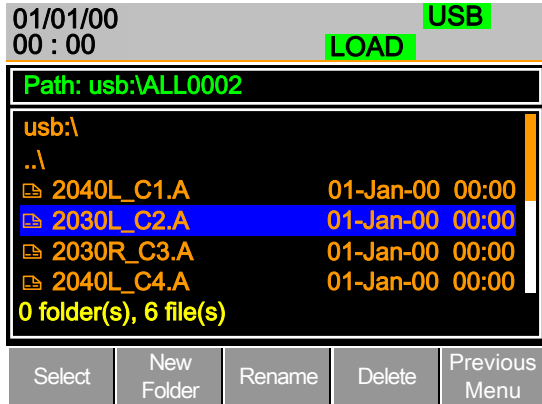 01/01/00 USB
00 : 00 LOAD
Path: usb:\ALL0002
usb:\
..\
2040L_C1.A 01-Jan-00 00:00
2030L_C2.A 01-Jan-00 00:00
2030R_C3.A 01-Jan-00 00:00
2040L_C4.A 01-Jan-00 00:00
0 folder(s), 6 file(s)
Select New Folder Rename Delete Previous Menu